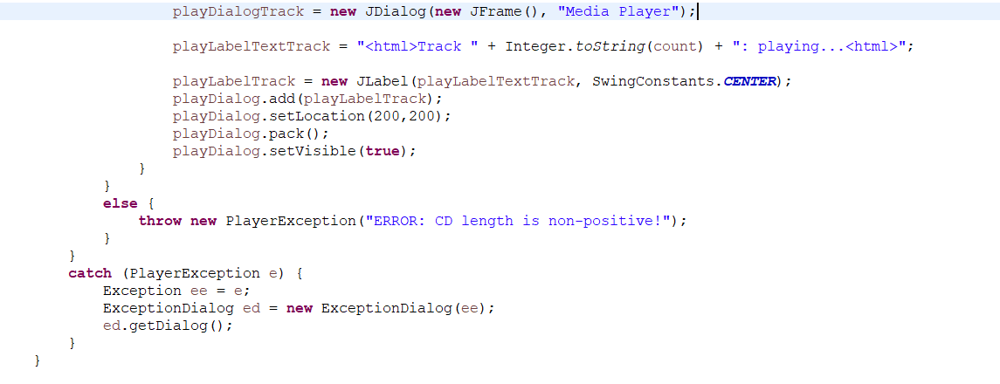 playDialogTrack = new JDialog(new JFrame(), "Media Player");
playLabelTextTrack = "<html>Track " + Integer.toString(count) + ": playing...<html>";
playLabelTrack = new JLabel(playLabelTextTrack, SwingConstants.CENTER);
playDialog.add(playLabelTrack);
playDialog.setLocation(200,200);
playDialog.pack();
playDialog.setVisible(true);
}
}
else {
throw new PlayerException("ERROR: CD length is non-positive!");
}
}
catch (PlayerException e) {
Exception ee = e;
ExceptionDialog ed = new ExceptionDialog(ee);
ed.getDialog();
}
}